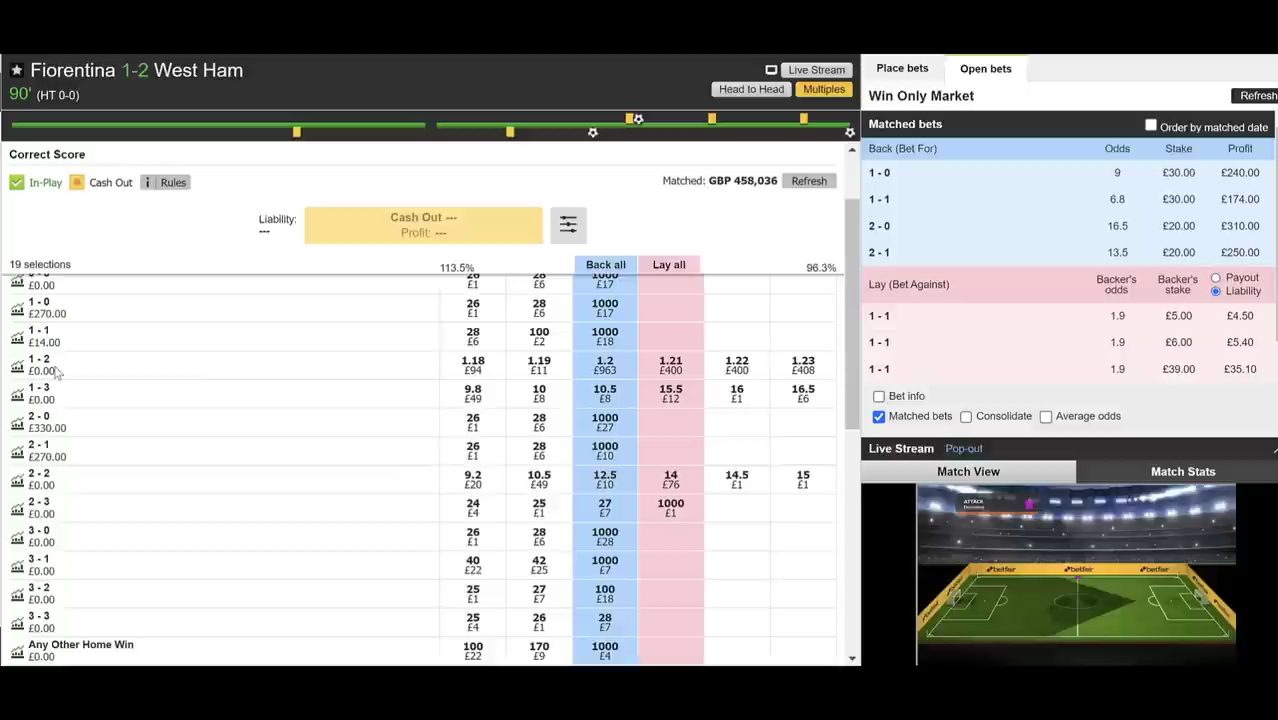 Fiorentina 1-2 West Ham
90' (HT 0-0)
Live Stream
Head to Head
Multiples
Correct Score
In-Play
Cash Out
i Rules
Matched: GBP 458,036
Refresh
Liability:
---
Cash Out ---
Profit: ---
19 selections
113.5%
Back all
Lay all
96.3%
£0.00 £1 £6 £17
1 - 0 26 28 1000
£270.00 £1 £6 £17
1 - 1 28 100 1000
£14.00 £6 £2 £18
1 - 2 1.18 1.19 1.2 1.21 1.22 1.23
£0.00 £94 £11 £963 £400 £400 £408
1 - 3 9.8 10 10.5 15.5 16 16.5
£0.00 £49 £8 £8 £12 £1 £6
2 - 0 26 28 1000
£330.00 £1 £6 £27
2 - 1 26 28 1000
£270.00 £1 £6 £10
2 - 2 9.2 10.5 12.5 14 14.5 15
£0.00 £20 £49 £10 £76 £1 £1
2 - 3 24 25 27 1000
£0.00 £4 £1 £7 £1
3 - 0 26 28 1000
£0.00 £1 £6 £28
3 - 1 40 42 1000
£0.00 £22 £25 £7
3 - 2 25 27 100
£0.00 £1 £7 £18
3 - 3 25 26 28
£0.00 £4 £1 £7
Any Other Home Win 100 170 1000
£0.00 £22 £9 £4
Place bets
Open bets
Win Only Market
Refresh
Matched bets
Order by matched date
Back (Bet For) Odds Stake Profit
1 - 0 9 £30.00 £240.00
1 - 1 6.8 £30.00 £174.00
2 - 0 16.5 £20.00 £310.00
2 - 1 13.5 £20.00 £250.00
Lay (Bet Against)
Backer's odds
Backer's stake
Payout
Liability
1 - 1 1.9 £5.00 £4.50
1 - 1 1.9 £6.00 £5.40
1 - 1 1.9 £39.00 £35.10
Bet info
Matched bets
Consolidate
Average odds
Live Stream
Pop-out
Match View
Match Stats
ATTACK
Fiorentina
betfair
betfair
betfair